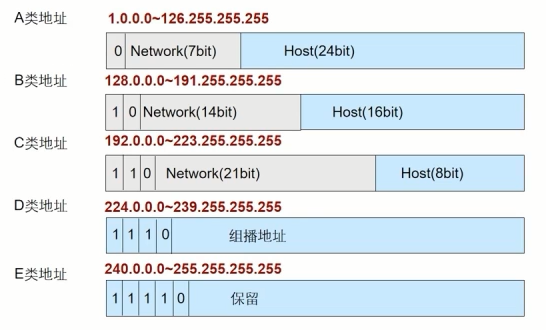 A类地址 1.0.0.0~126.255.255.255
0 Network(7bit) Host(24bit)
B类地址 128.0.0.0~191.255.255.255
1 0 Network(14bit) Host(16bit)
C类地址 192.0.0.0~223.255.255.255
1 1 0 Network(21bit) Host(8bit)
D类地址 224.0.0.0~239.255.255.255
1 1 1 0 组播地址
E类地址 240.0.0.0~255.255.255.255
1 1 1 1 0 保留